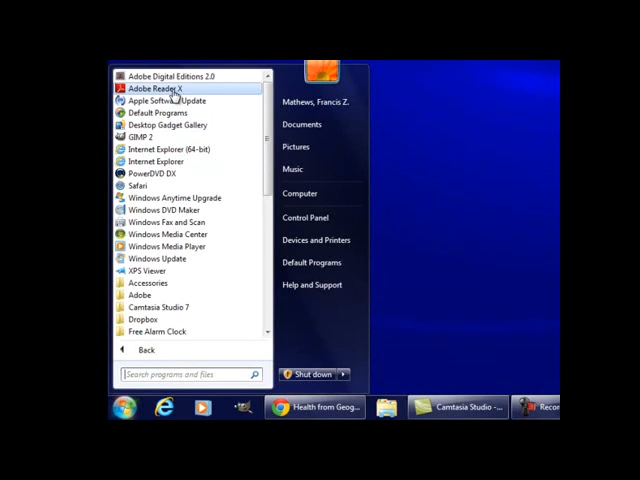 Adobe Digital Editions 2.0
Adobe Reader X
Apple Software Update
Default Programs
Desktop Gadget Gallery
GIMP 2
Internet Explorer (64-bit)
Internet Explorer
PowerDVD DX
Safari
Windows Anytime Upgrade
Windows DVD Maker
Windows Fax and Scan
Windows Media Center
Windows Media Player
Windows Update
XPS Viewer
Accessories
Adobe
Camtasia Studio 7
Dropbox
Free Alarm Clock
Back
Search programs and files
Mathews, Francis Z.
Documents
Pictures
Music
Computer
Control Panel
Devices and Printers
Default Programs
Help and Support
Shut down
Health from Geog...
Camtasia Studio -...
Recor